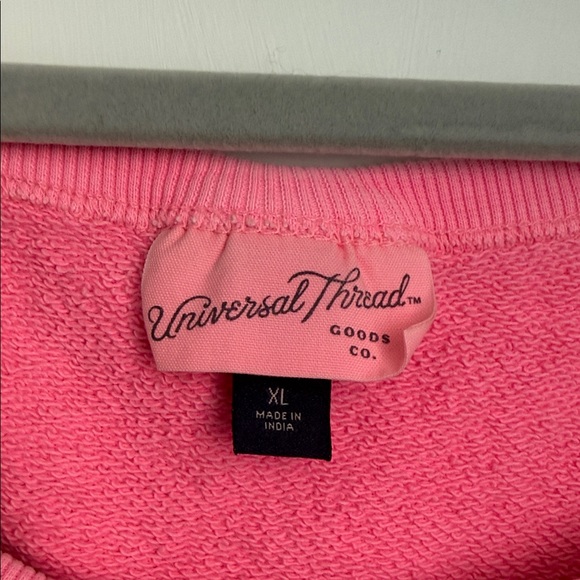 Universal Thread™
GOODS
CO.
XL
MADE IN
INDIA